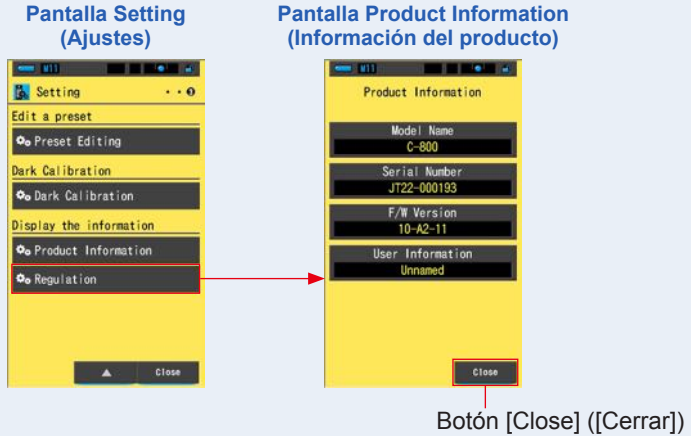 Pantalla Setting
(Ajustes)
Pantalla Product Information
(Información del producto)
M11
Setting
Edit a preset
Preset Editing
Dark Calibration
Dark Calibration
Display the information
Product Information
Regulation
▲ Close
M11
Product Information
Model Name
C-800
Serial Number
JT22-000193
F/W Version
10-A2-11
User Information
Unnamed
Close
Botón [Close] ([Cerrar])